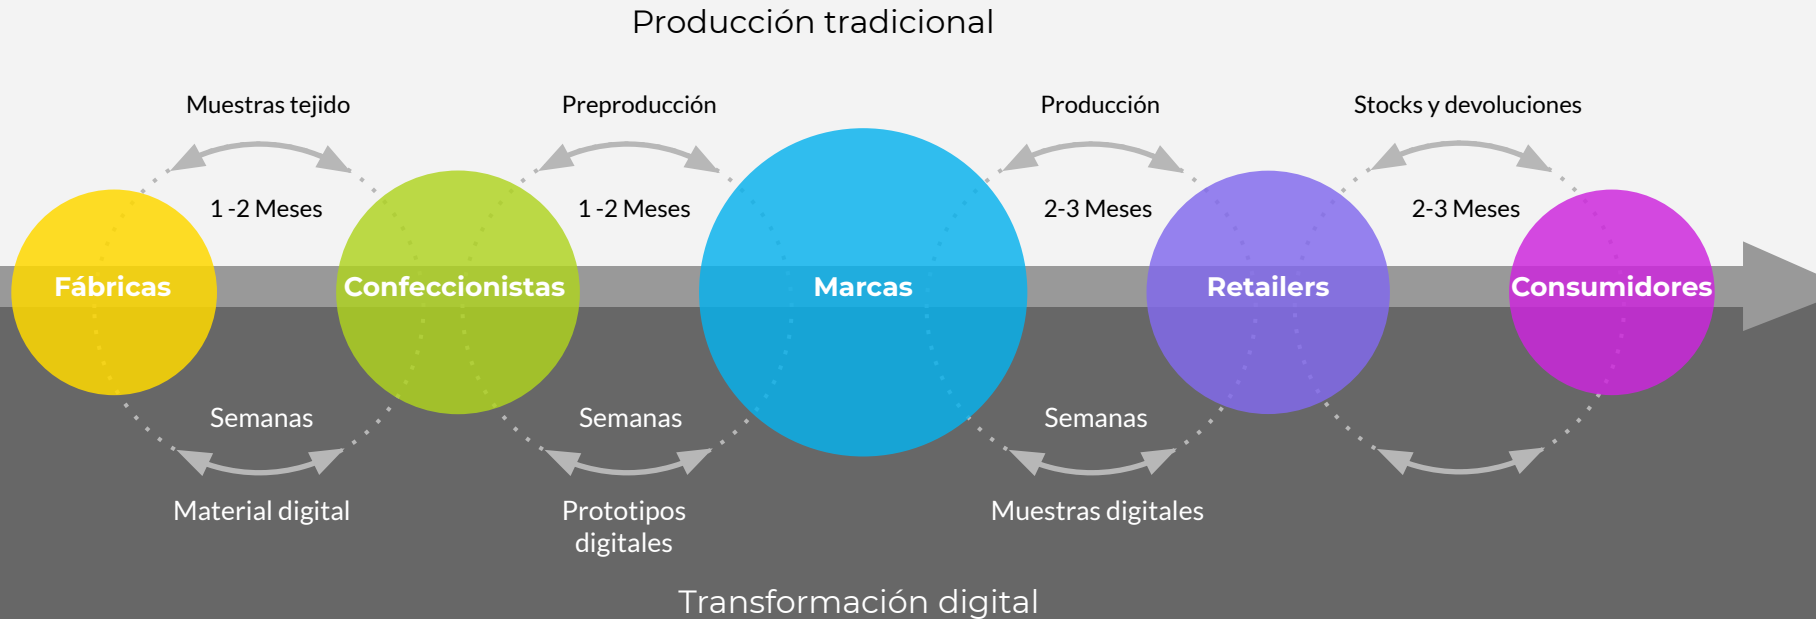 Producción tradicional
Muestras tejido
Preproducción
Producción
Stocks y devoluciones
1 -2 Meses
1 -2 Meses
2-3 Meses
2-3 Meses
Fábricas
Confeccionistas
Marcas
Retailers
Consumidores
Semanas
Semanas
Semanas
Material digital
Prototipos
digitales
Muestras digitales
Transformación digital